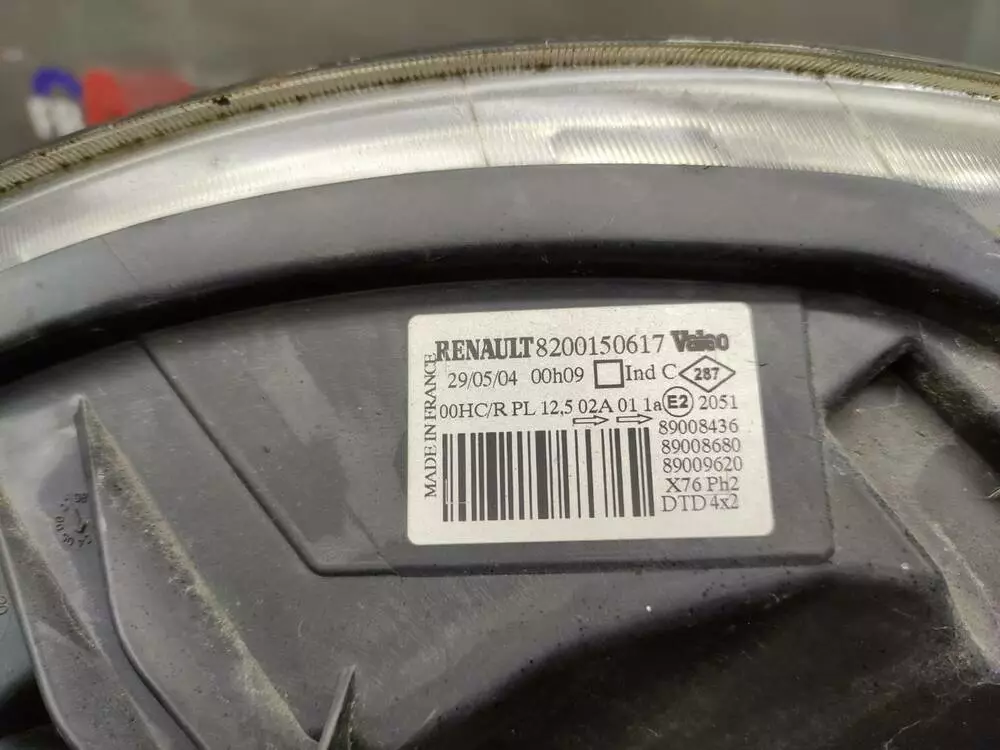 RENAULT 8200150617 Valeo
29/05/04 00h09 Ind C 287
00HC/R PL 12,5 02A 01 1a E2 2051
89008436
89008680
89009620
X76 Ph2
DTD 4x2
MADE IN FRANCE